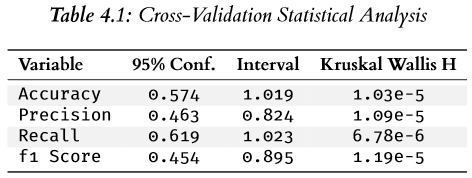 Table 4.1: Cross-Validation Statistical Analysis
Variable 95% Conf. Interval Kruskal Wallis H
Accuracy 0.574 1.019 1.03e-5
Precision 0.463 0.824 1.09e-5
Recall 0.619 1.023 6.78e-6
f1 Score 0.454 0.895 1.19e-5